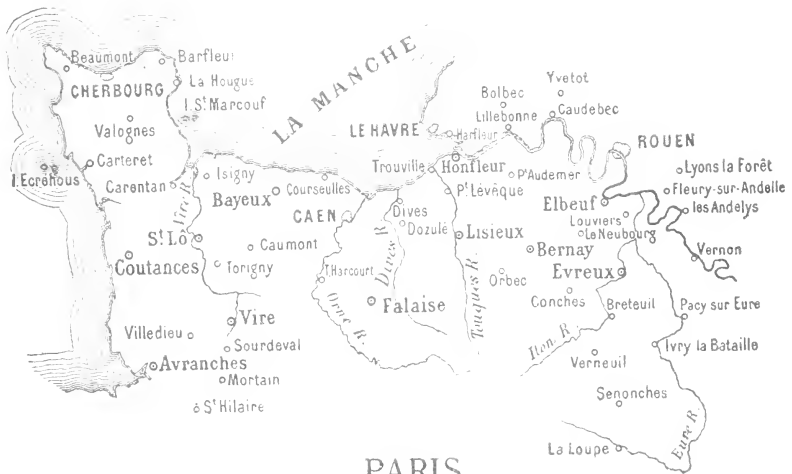 Beaumont
Barfleur
CHERBOURG
La Hougue
I. St Marcouf
Valognes
Carteret
I. Ecréhous
Carentan
Vire R.
Isigny
Bayeux
Courseulles
LA MANCHE
LE HAVRE
Harfleur
Bolbec
Lillebonne
Yvetot
Caudebec
ROUEN
Trouville
Honfleur
Pt Audemer
Pt Lévêque
Lyons la Forêt
Fleury-sur-Andelle
les Andelys
Elbeuf
Louviers
Le Neubourg
Vernon
CAEN
Dives
Dozulé
Lisieux
Bernay
Evreux
St Lô
Caumont
Coutances
Torigny
T. Harcourt
Dives R.
Orne R.
Falaise
Touques R.
Orbec
Conches
Breteuil
Pacy sur Eure
Iton. R.
Ivry la Bataille
Verneuil
Vire
Villedieu
Sourdeval
Avranches
Mortain
St Hilaire
Senonches
La Loupe
Eure R.
PARIS